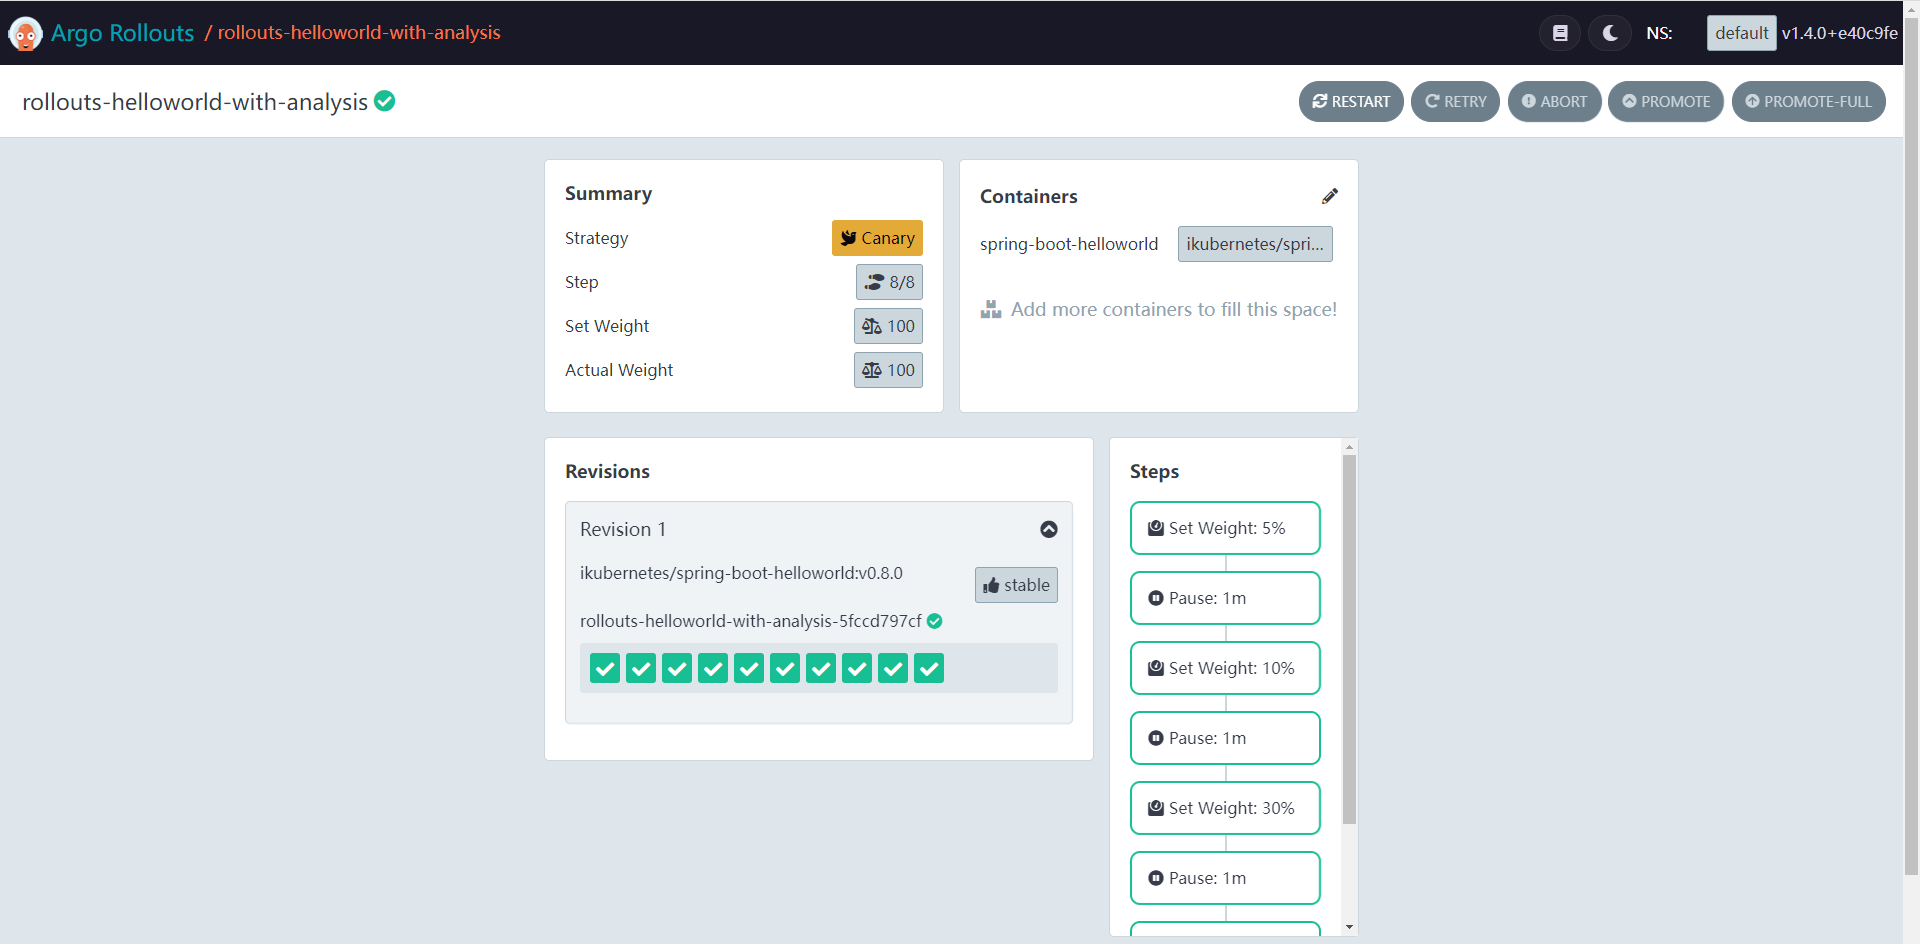 Argo Rollouts / rollouts-helloworld-with-analysis NS: default v1.4.0+e40c9fe
rollouts-helloworld-with-analysis RESTART RETRY ABORT PROMOTE PROMOTE-FULL
Summary
Strategy Canary
Step 8/8
Set Weight 100
Actual Weight 100
Containers
spring-boot-helloworld ikubernetes/spri...
Add more containers to fill this space!
Revisions
Revision 1
ikubernetes/spring-boot-helloworld:v0.8.0
stable
rollouts-helloworld-with-analysis-5fccd797cf
Steps
Set Weight: 5%
Pause: 1m
Set Weight: 10%
Pause: 1m
Set Weight: 30%
Pause: 1m